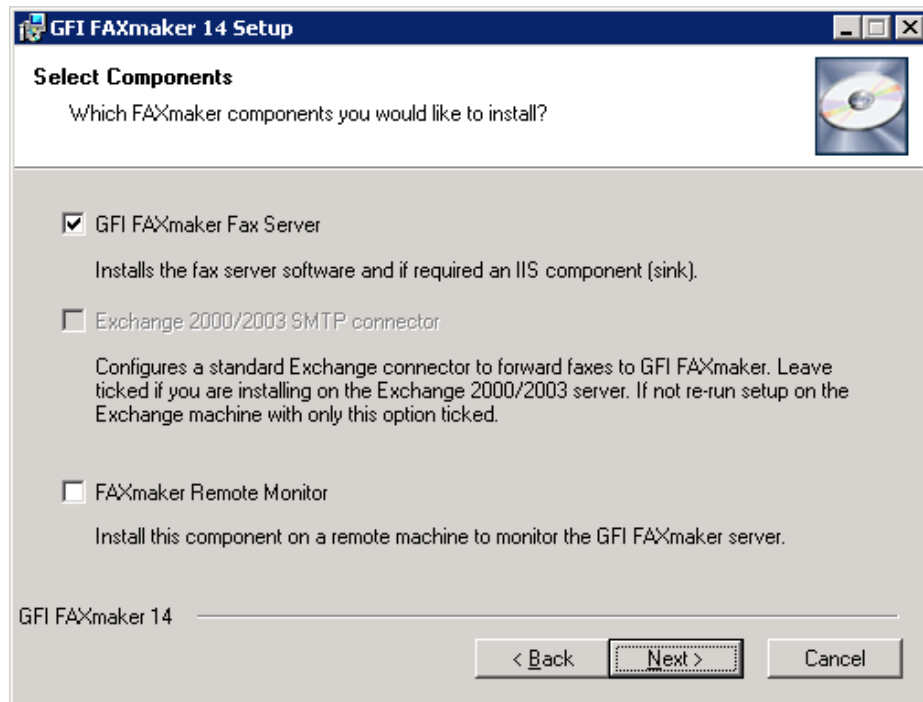 GFI FAXmaker 14 Setup
Select Components
Which FAXmaker components you would like to install?
GFI FAXmaker Fax Server
Installs the fax server software and if required an IIS component (sink).
Exchange 2000/2003 SMTP connector
Configures a standard Exchange connector to forward faxes to GFI FAXmaker. Leave
ticked if you are installing on the Exchange 2000/2003 server. If not re-run setup on the
Exchange machine with only this option ticked.
FAXmaker Remote Monitor
Install this component on a remote machine to monitor the GFI FAXmaker server.
GFI FAXmaker 14
< Back
Next >
Cancel